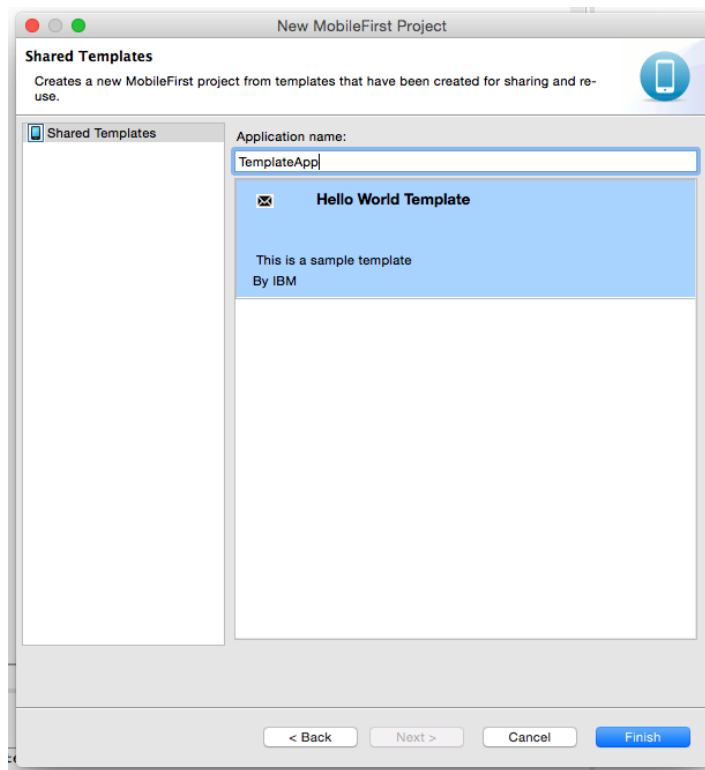 New MobileFirst Project
Shared Templates
Creates a new MobileFirst project from templates that have been created for sharing and re-
use.
Shared Templates
Application name:
TemplateApp
Hello World Template
This is a sample template
By IBM
< Back
Next >
Cancel
Finish